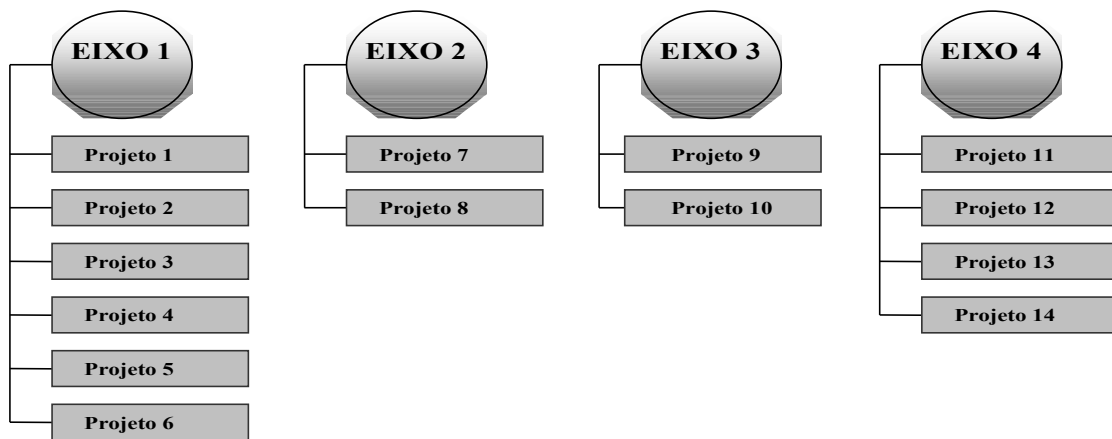 EIXO 1
Projeto 1
Projeto 2
Projeto 3
Projeto 4
Projeto 5
Projeto 6
EIXO 2
Projeto 7
Projeto 8
EIXO 3
Projeto 9
Projeto 10
EIXO 4
Projeto 11
Projeto 12
Projeto 13
Projeto 14